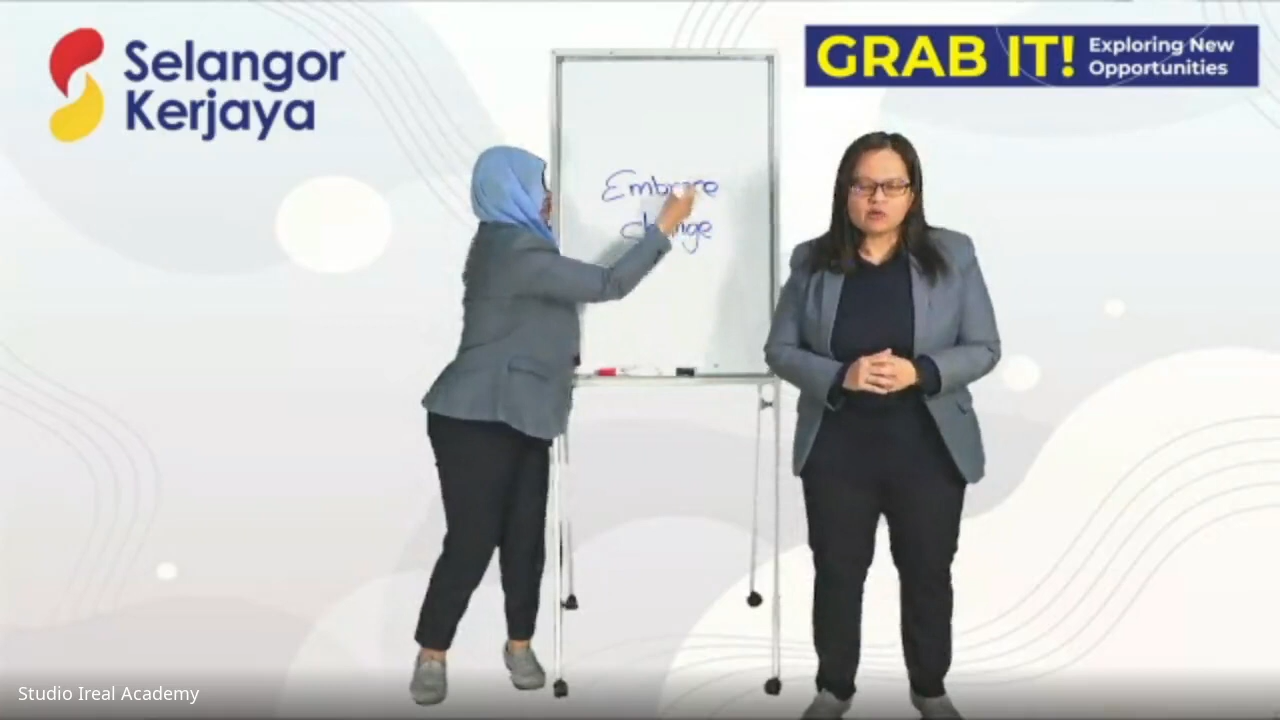 Selangor
Kerjaya
GRAB IT!
Exploring New
Opportunities
Embrace
change
Studio Ireal Academy